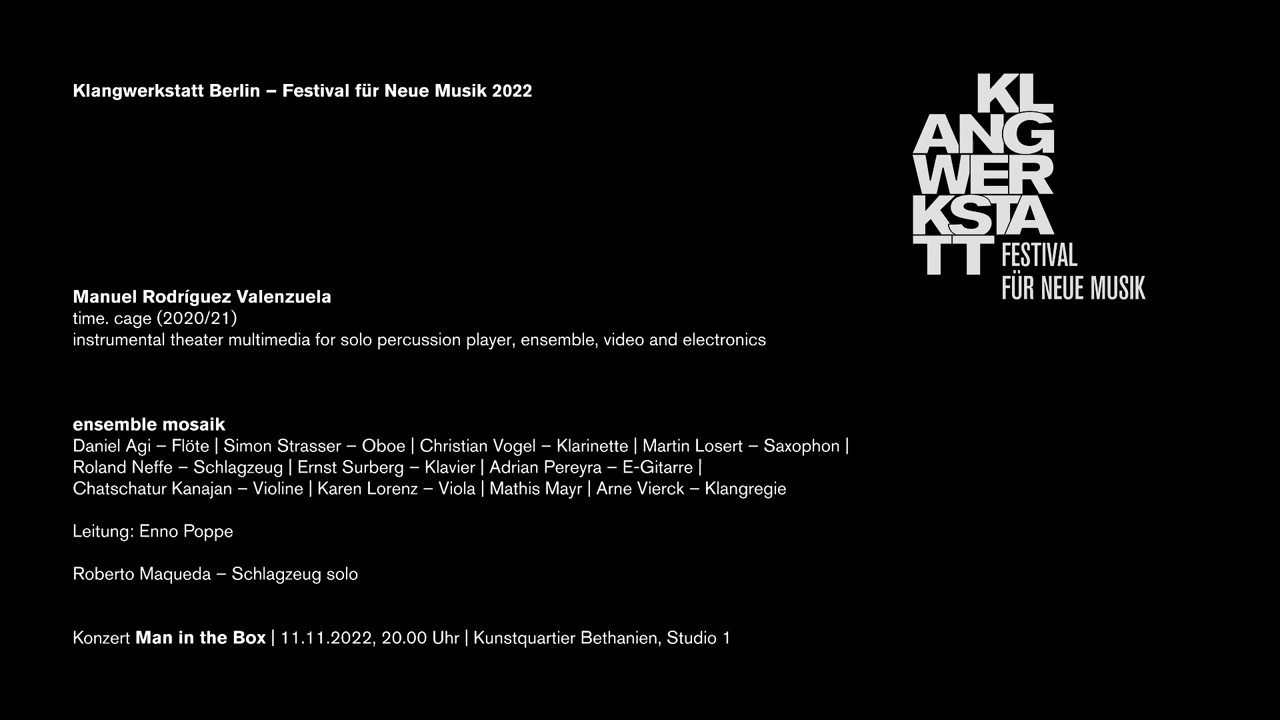 Klangwerkstatt Berlin – Festival für Neue Musik 2022
KL
ANG
WER
KSTA
TT
FESTIVAL
FÜR NEUE MUSIK
Manuel Rodríguez Valenzuela
time. cage (2020/21)
instrumental theater multimedia for solo percussion player, ensemble, video and electronics
ensemble mosaik
Daniel Agi – Flöte | Simon Strasser – Oboe | Christian Vogel – Klarinette | Martin Losert – Saxophon |
Roland Neffe – Schlagzeug | Ernst Surberg – Klavier | Adrian Pereyra – E-Gitarre |
Chatschatur Kanajan – Violine | Karen Lorenz – Viola | Mathis Mayr | Arne Vierck – Klangregie
Leitung: Enno Poppe
Roberto Maqueda – Schlagzeug solo
Konzert Man in the Box | 11.11.2022, 20.00 Uhr | Kunstquartier Bethanien, Studio 1